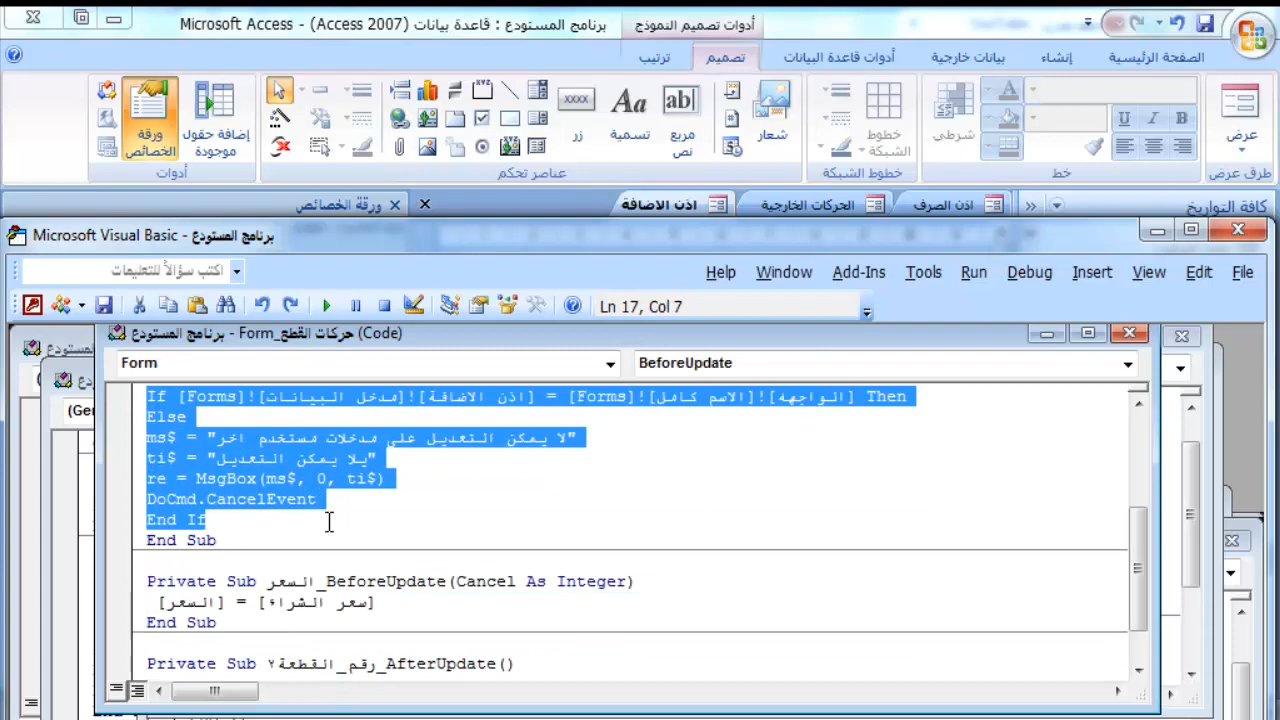 برنامج المستودع : قاعدة بيانات (Access 2007) - Microsoft Access
أدوات تصميم النموذج
الصفحة الرئيسية
إنشاء
بيانات خارجية
أدوات قاعدة البيانات
تصميم
ترتيب
عرض
طرق عرض
شرطي
خط
خطوط الشبكة
خطوط الشبكة
شعار
مربع نص
تسمية
زر
عناصر تحكم
إضافة حقول موجودة
ورقة الخصائص
أدوات
كافة التواريخ
اذن الصرف
الحركات الخارجية
اذن الاضافة
ورقة الخصائص
Microsoft Visual Basic - برنامج المستودع
File Edit View Insert Debug Run Tools Add-Ins Window Help
اكتب سؤالاً للتعليمات
Ln 17, Col 7
برنامج المستودع - Form_حركات القطع (Code)
Form
BeforeUpdate
If [Forms]![اذن الاضافة]![مدخل البيانات] = [Forms]![الواجهة]![الاسم كامل] Then
Else
ms$ = "لا يمكن التعديل على مدخلات مستخدم اخر"
ti$ = "يلا يمكن التعديل"
re = MsgBox(ms$, 0, ti$)
DoCmd.CancelEvent
End If
End Sub
Private Sub السعر_BeforeUpdate(Cancel As Integer)
[السعر] = [سعر الشراء]
End Sub
Private Sub رقم_القطعة٢_AfterUpdate()
(Gen